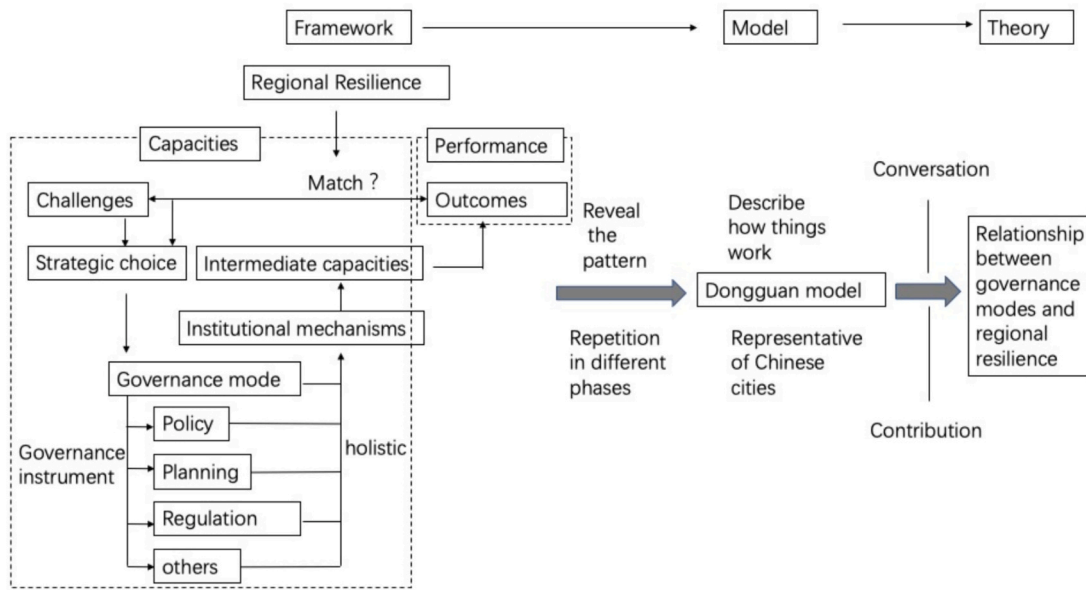 Framework
Model
Theory
Regional Resilience
Capacities
Performance
Match ?
Challenges
Outcomes
Strategic choice
Intermediate capacities
Institutional mechanisms
Governance mode
Policy
Governance
instrument
holistic
Planning
Regulation
others
Reveal
the
pattern
Repetition
in different
phases
Describe
how things
work
Dongguan model
Representative
of Chinese
cities
Conversation
Relationship
between
governance
modes and
regional
resilience
Contribution